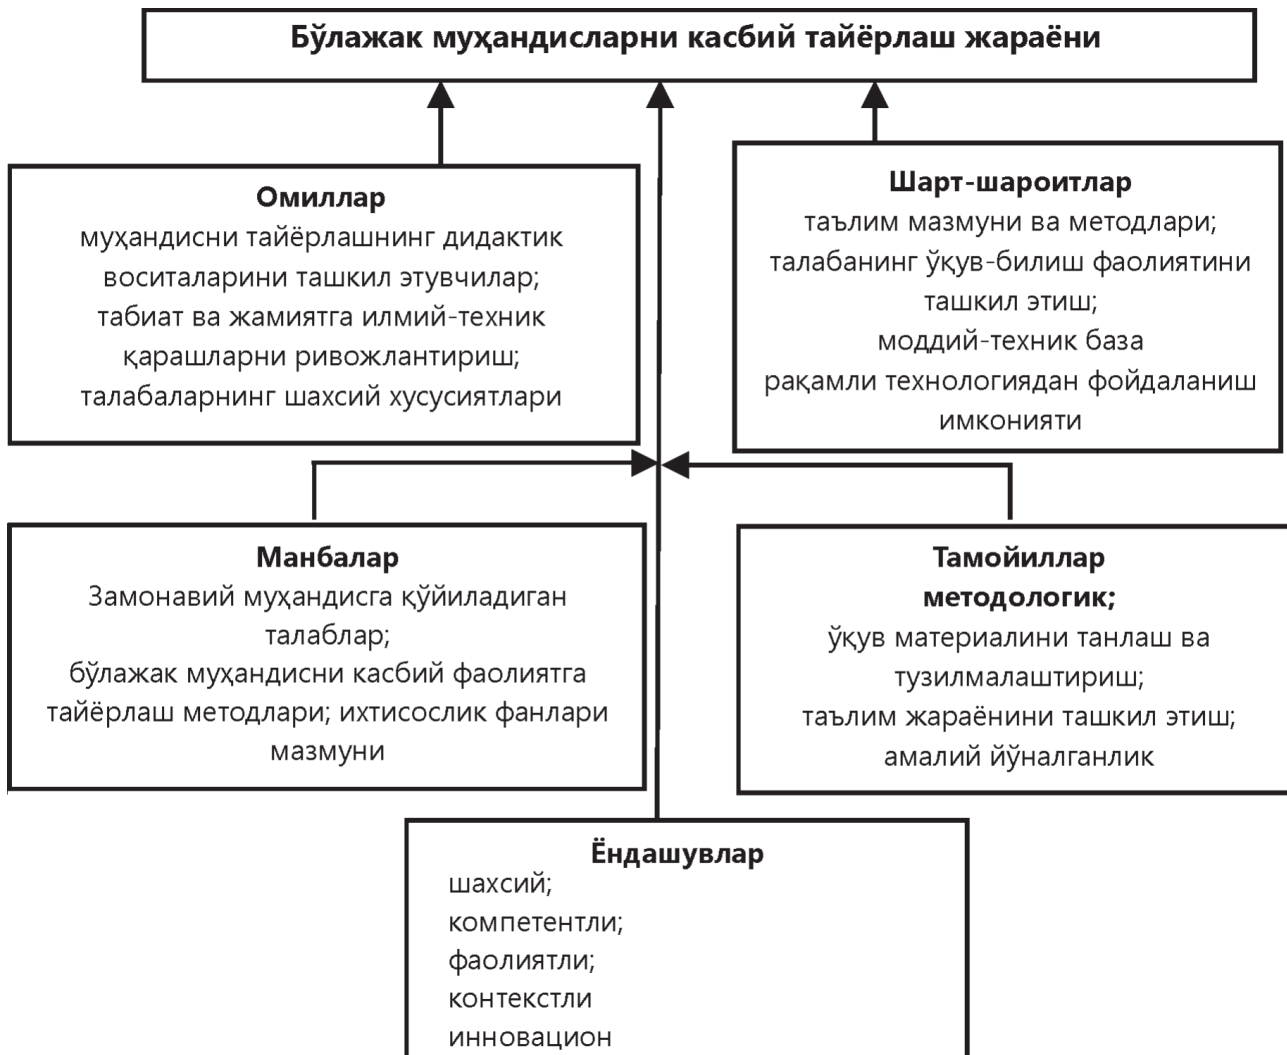 Бўлажак муҳандисларни касбий тайёрлаш жараёни
Омиллар
муҳандисни тайёрлашнинг дидактик
воситаларини ташкил этувчилар;
табиат ва жамиятга илмий-техник
қарашларни ривожлантириш;
талабаларнинг шахсий хусусиятлари
Шарт-шароитлар
таълим мазмуни ва методлари;
талабанинг ўқув-билиш фаолиятини
ташкил этиш;
моддий-техник база
рақамли технологиядан фойдаланиш
имконияти
Манбалар
Замонавий муҳандисга қўйиладиган
талаблар;
бўлажак муҳандисни касбий фаолиятга
тайёрлаш методлари; ихтисослик фанлари
мазмуни
Тамойиллар
методологик;
ўқув материалини танлаш ва
тузилмалаштириш;
таълим жараёнини ташкил этиш;
амалий йўналганлик
Ёндашувлар
шахсий;
компетентли;
фаолиятли;
контекстли
инновацион